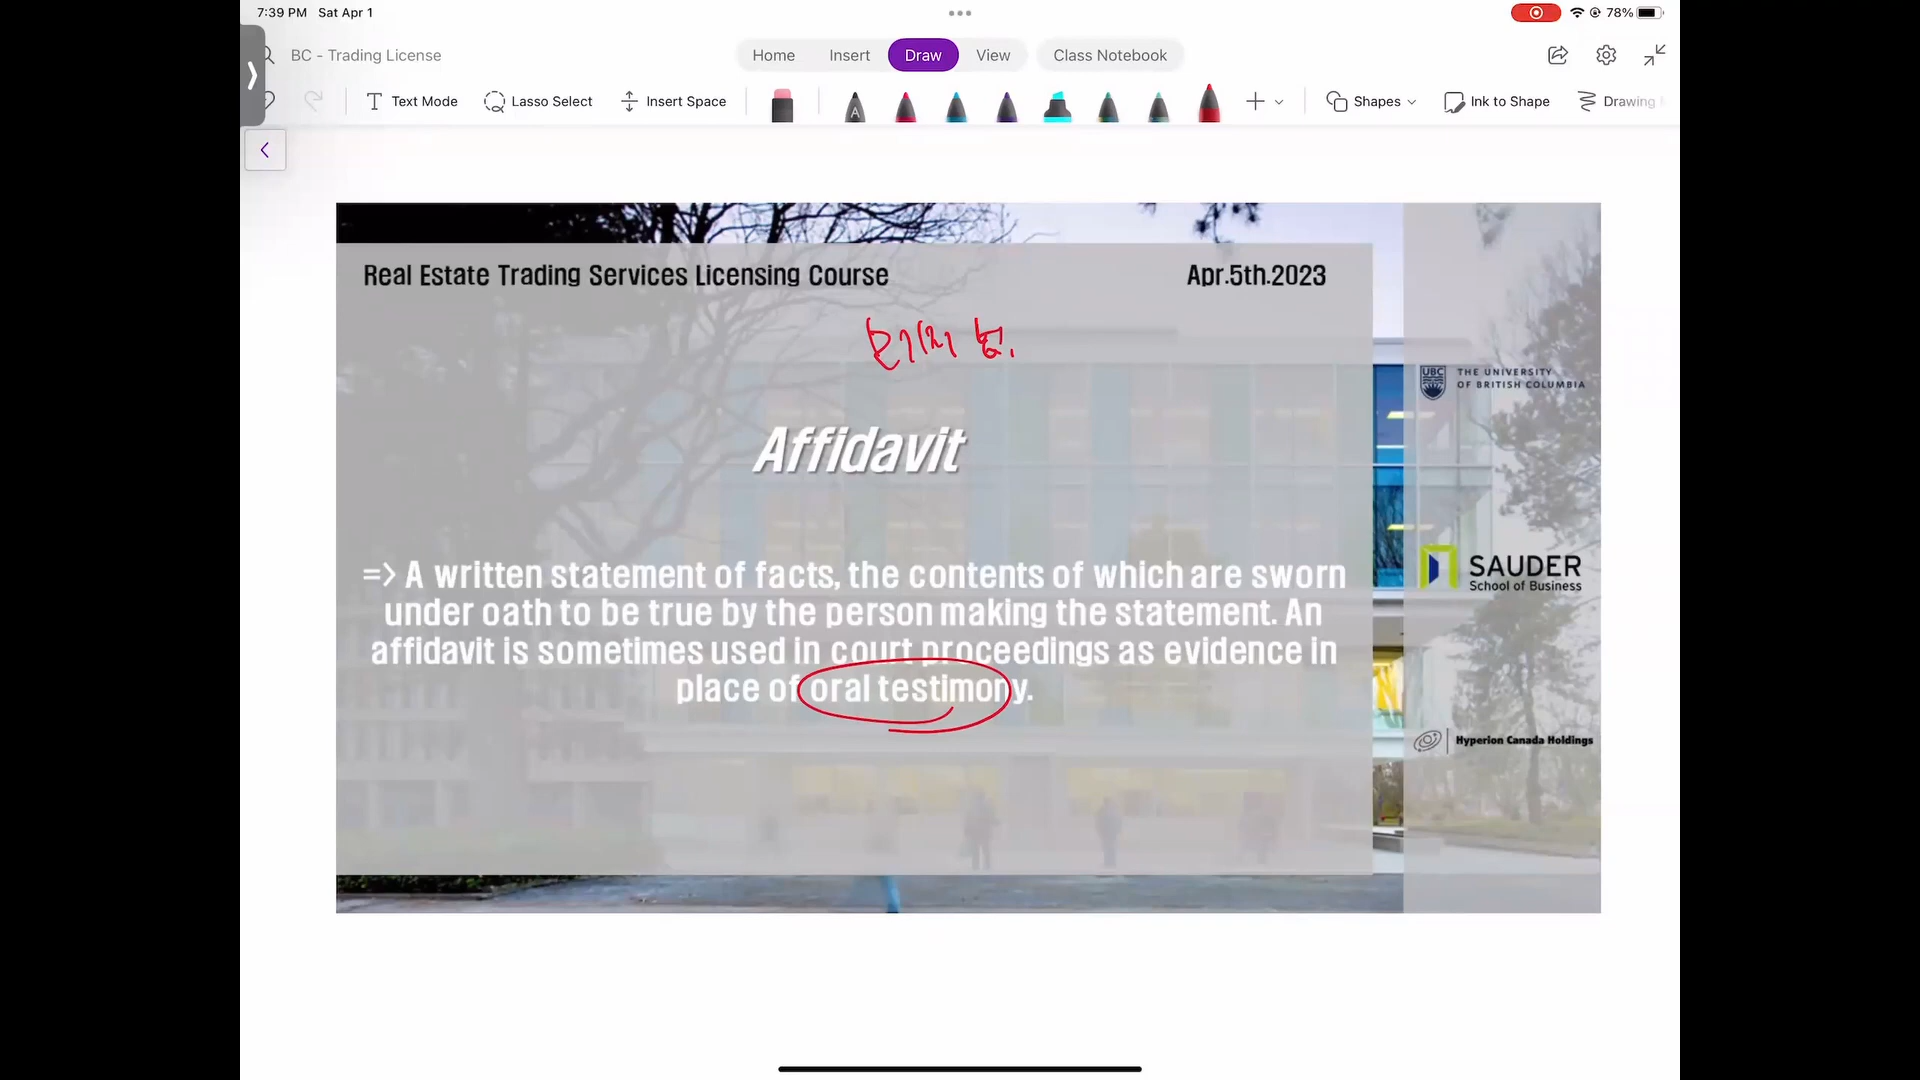 7:39 PM Sat Apr 1
78%
BC - Trading License
Home Insert Draw View Class Notebook
Text Mode Lasso Select Insert Space Shapes Ink to Shape Drawing
A
Real Estate Trading Services Licensing Course Apr.5th.2023
Affidavit
=> A written statement of facts, the contents of which are sworn
under oath to be true by the person making the statement. An
affidavit is sometimes used in court proceedings as evidence in
place of oral testimony.
UBC
THE UNIVERSITY
OF BRITISH COLUMBIA
SAUDER
School of Business
Hyperion Canada Holdings